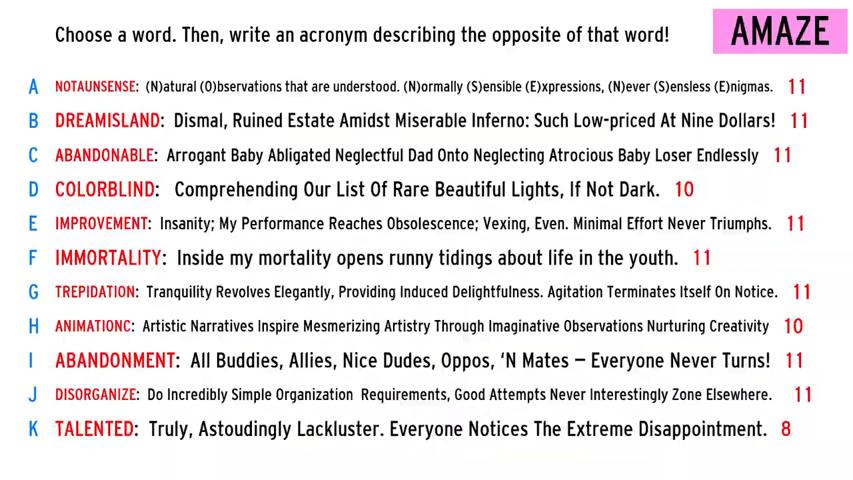 Choose a word. Then, write an acronym describing the opposite of that word!
AMAZE
A NOTAUNSENSE: (N)atural (O)bservations that are understood. (N)ormally (S)ensible (E)xpressions, (N)ever (S)ensless (E)nigmas. 11
B DREAMISLAND: Dismal, Ruined Estate Amidst Miserable Inferno: Such Low-priced At Nine Dollars! 11
C ABANDONABLE: Arrogant Baby Abligated Neglectful Dad Onto Neglecting Atrocious Baby Loser Endlessly 11
D COLORBLIND: Comprehending Our List Of Rare Beautiful Lights, If Not Dark. 10
E IMPROVEMENT: Insanity; My Performance Reaches Obsolescence; Vexing, Even. Minimal Effort Never Triumphs. 11
F IMMORTALITY: Inside my mortality opens runny tidings about life in the youth. 11
G TREPIDATION: Tranquility Revolves Elegantly, Providing Induced Delightfulness. Agitation Terminates Itself On Notice. 11
H ANIMATIONC: Artistic Narratives Inspire Mesmerizing Artistry Through Imaginative Observations Nurturing Creativity 10
I ABANDONMENT: All Buddies, Allies, Nice Dudes, Oppos, ‘N Mates – Everyone Never Turns! 11
J DISORGANIZE: Do Incredibly Simple Organization Requirements, Good Attempts Never Interestingly Zone Elsewhere. 11
K TALENTED: Truly, Astoudingly Lackluster. Everyone Notices The Extreme Disappointment. 8